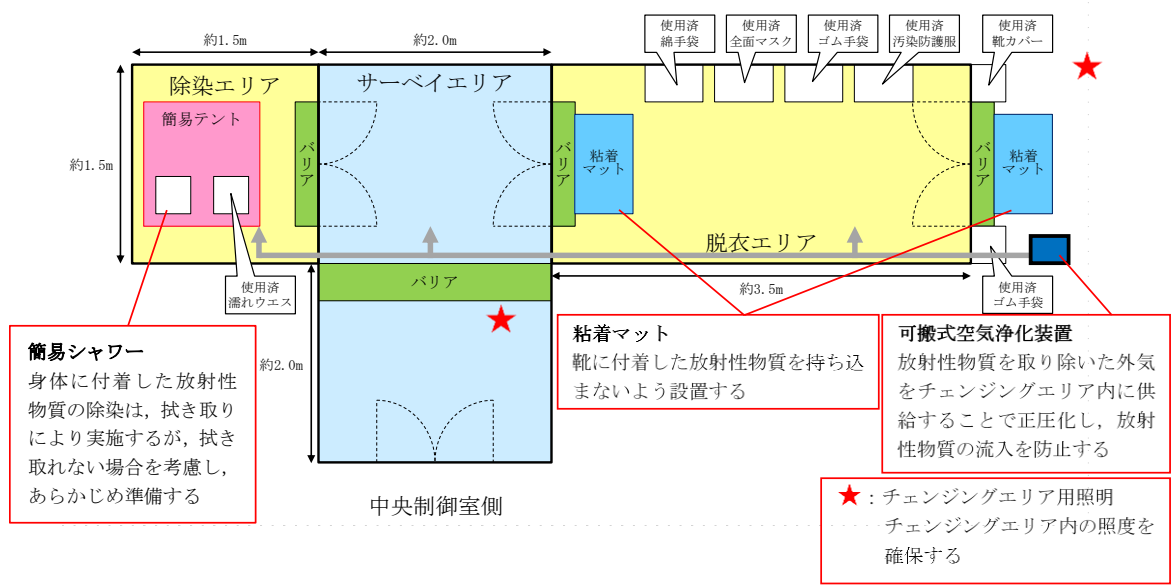 約1.5m
約2.0m
使用済
綿手袋
使用済
全面マスク
使用済
ゴム手袋
使用済
汚染防護服
使用済
靴カバー
除染エリア
サーベイエリア
簡易テント
約1.5m
バリア
バリア
粘着
マット
バリア
粘着
マット
脱衣エリア
使用済
濡れウエス
バリア
約3.5m
使用済
ゴム手袋
約2.0m
簡易シャワー
身体に付着した放射性
物質の除染は，拭き取り
により実施するが，拭き
取れない場合を考慮し，
あらかじめ準備する
粘着マット
靴に付着した放射性物質を持ち込
まないよう設置する
可搬式空気浄化装置
放射性物質を取り除いた外気
をチェンジングエリア内に供
給することで正圧化し，放射
性物質の流入を防止する
中央制御室側
★：チェンジングエリア用照明
チェンジングエリア内の照度を
確保する